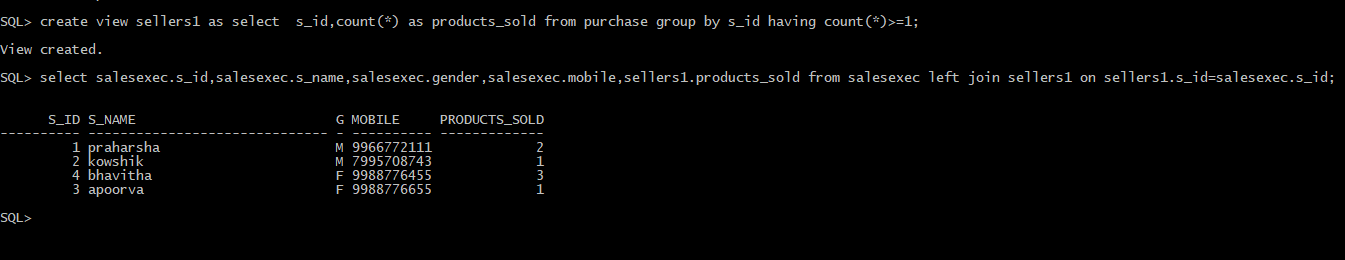 SQL> create view sellers1 as select  s_id,count(*) as products_sold from purchase group by s_id having count(*)>=1;
View created.
SQL> select salesexec.s_id,salesexec.s_name,salesexec.gender,salesexec.mobile,sellers1.products_sold from salesexec left join sellers1 on sellers1.s_id=salesexec.s_id;
      S_ID S_NAME                         G MOBILE     PRODUCTS_SOLD
---------- ------------------------------ - ---------- -------------
         1 praharsha                      M 9966772111             2
         2 kowshik                        M 7995708743             1
         4 bhavitha                       F 9988776455             3
         3 apoorva                        F 9988776655             1
SQL>